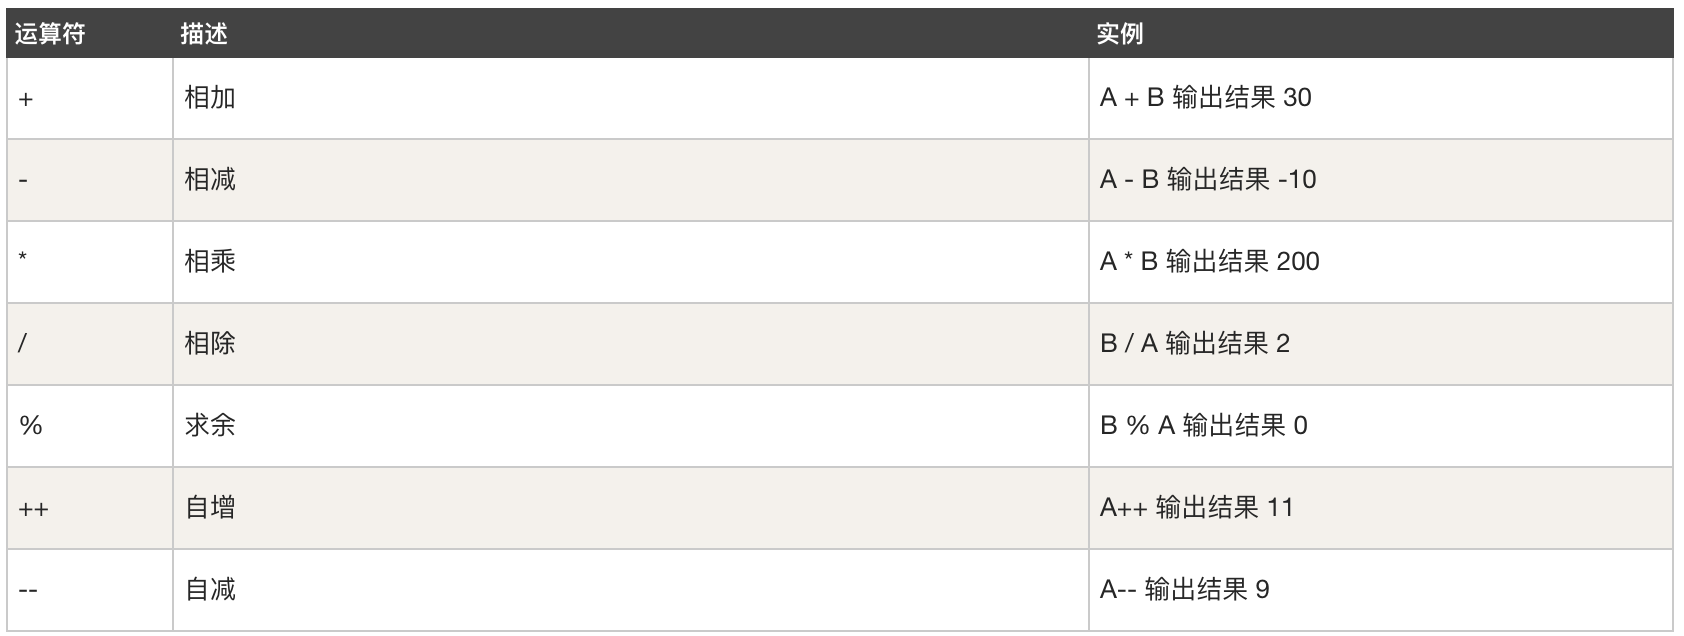 运算符 描述 实例
+ 相加 A + B 输出结果 30
- 相减 A - B 输出结果 -10
* 相乘 A * B 输出结果 200
/ 相除 B / A 输出结果 2
% 求余 B % A 输出结果 0
++ 自增 A++ 输出结果 11
-- 自减 A-- 输出结果 9